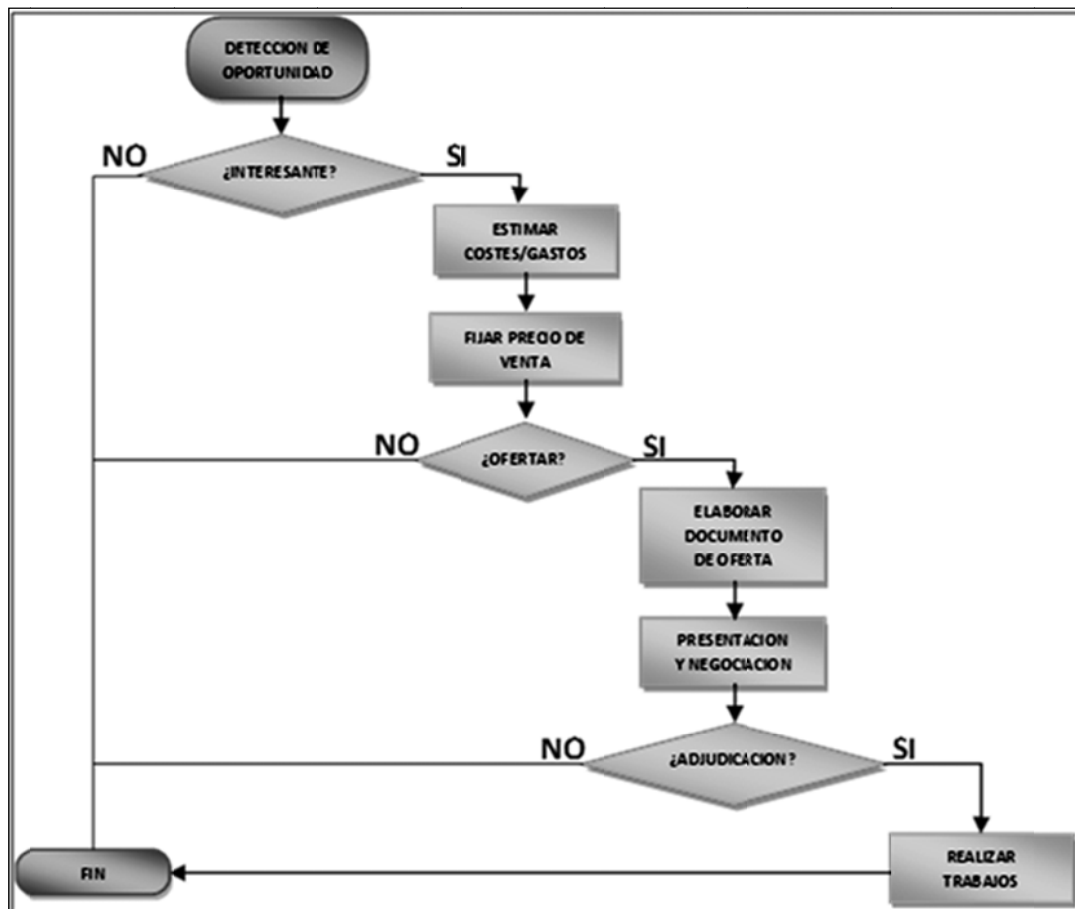 DETECCION DE
OPORTUNIDAD
NO
¿INTERESANTE?
SI
ESTIMAR
COSTES/GASTOS
FIJAR PRECIO DE
VENTA
NO
¿OFERTAR?
SI
ELABORAR
DOCUMENTO
DE OFERTA
PRESENTACION
Y NEGOCIACION
NO
¿ADJUDICACION?
SI
REALIZAR
TRABAJOS
FIN